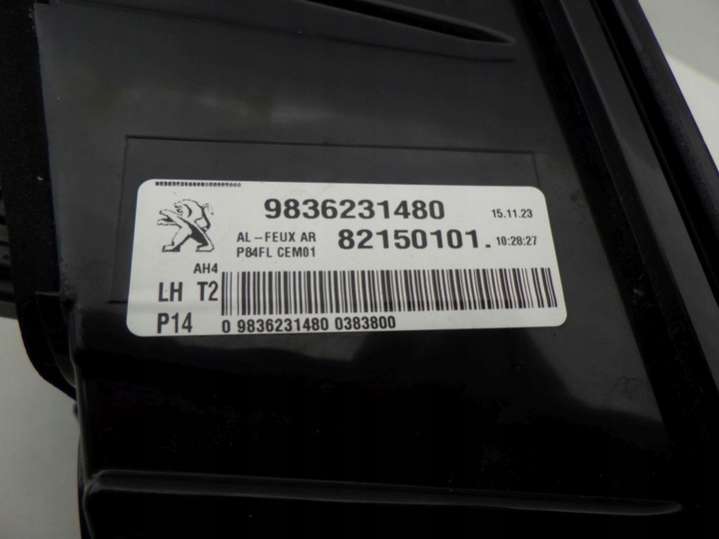 9836231480 15.11.23
AL-FEUX AR 82150101. 10:28:27
P84FL CEM01
AH4
LH T2
P14 0 9836231480 0383800